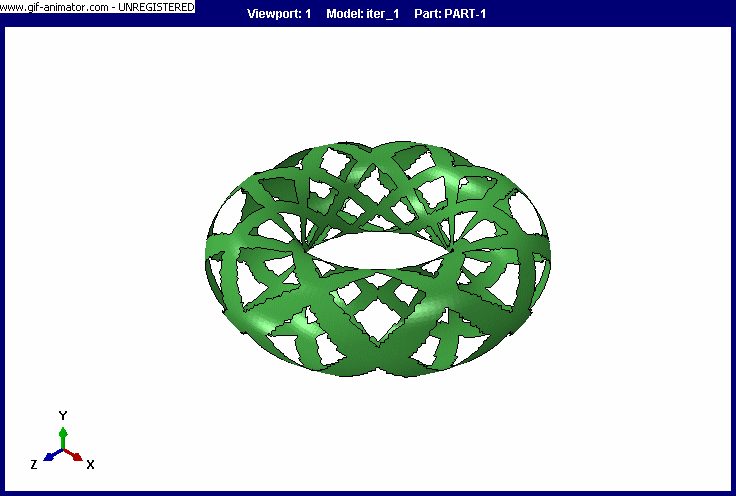 www.gif-animator.com - UNREGISTERED
Viewport: 1 Model: iter_1 Part: PART-1
Y
Z X